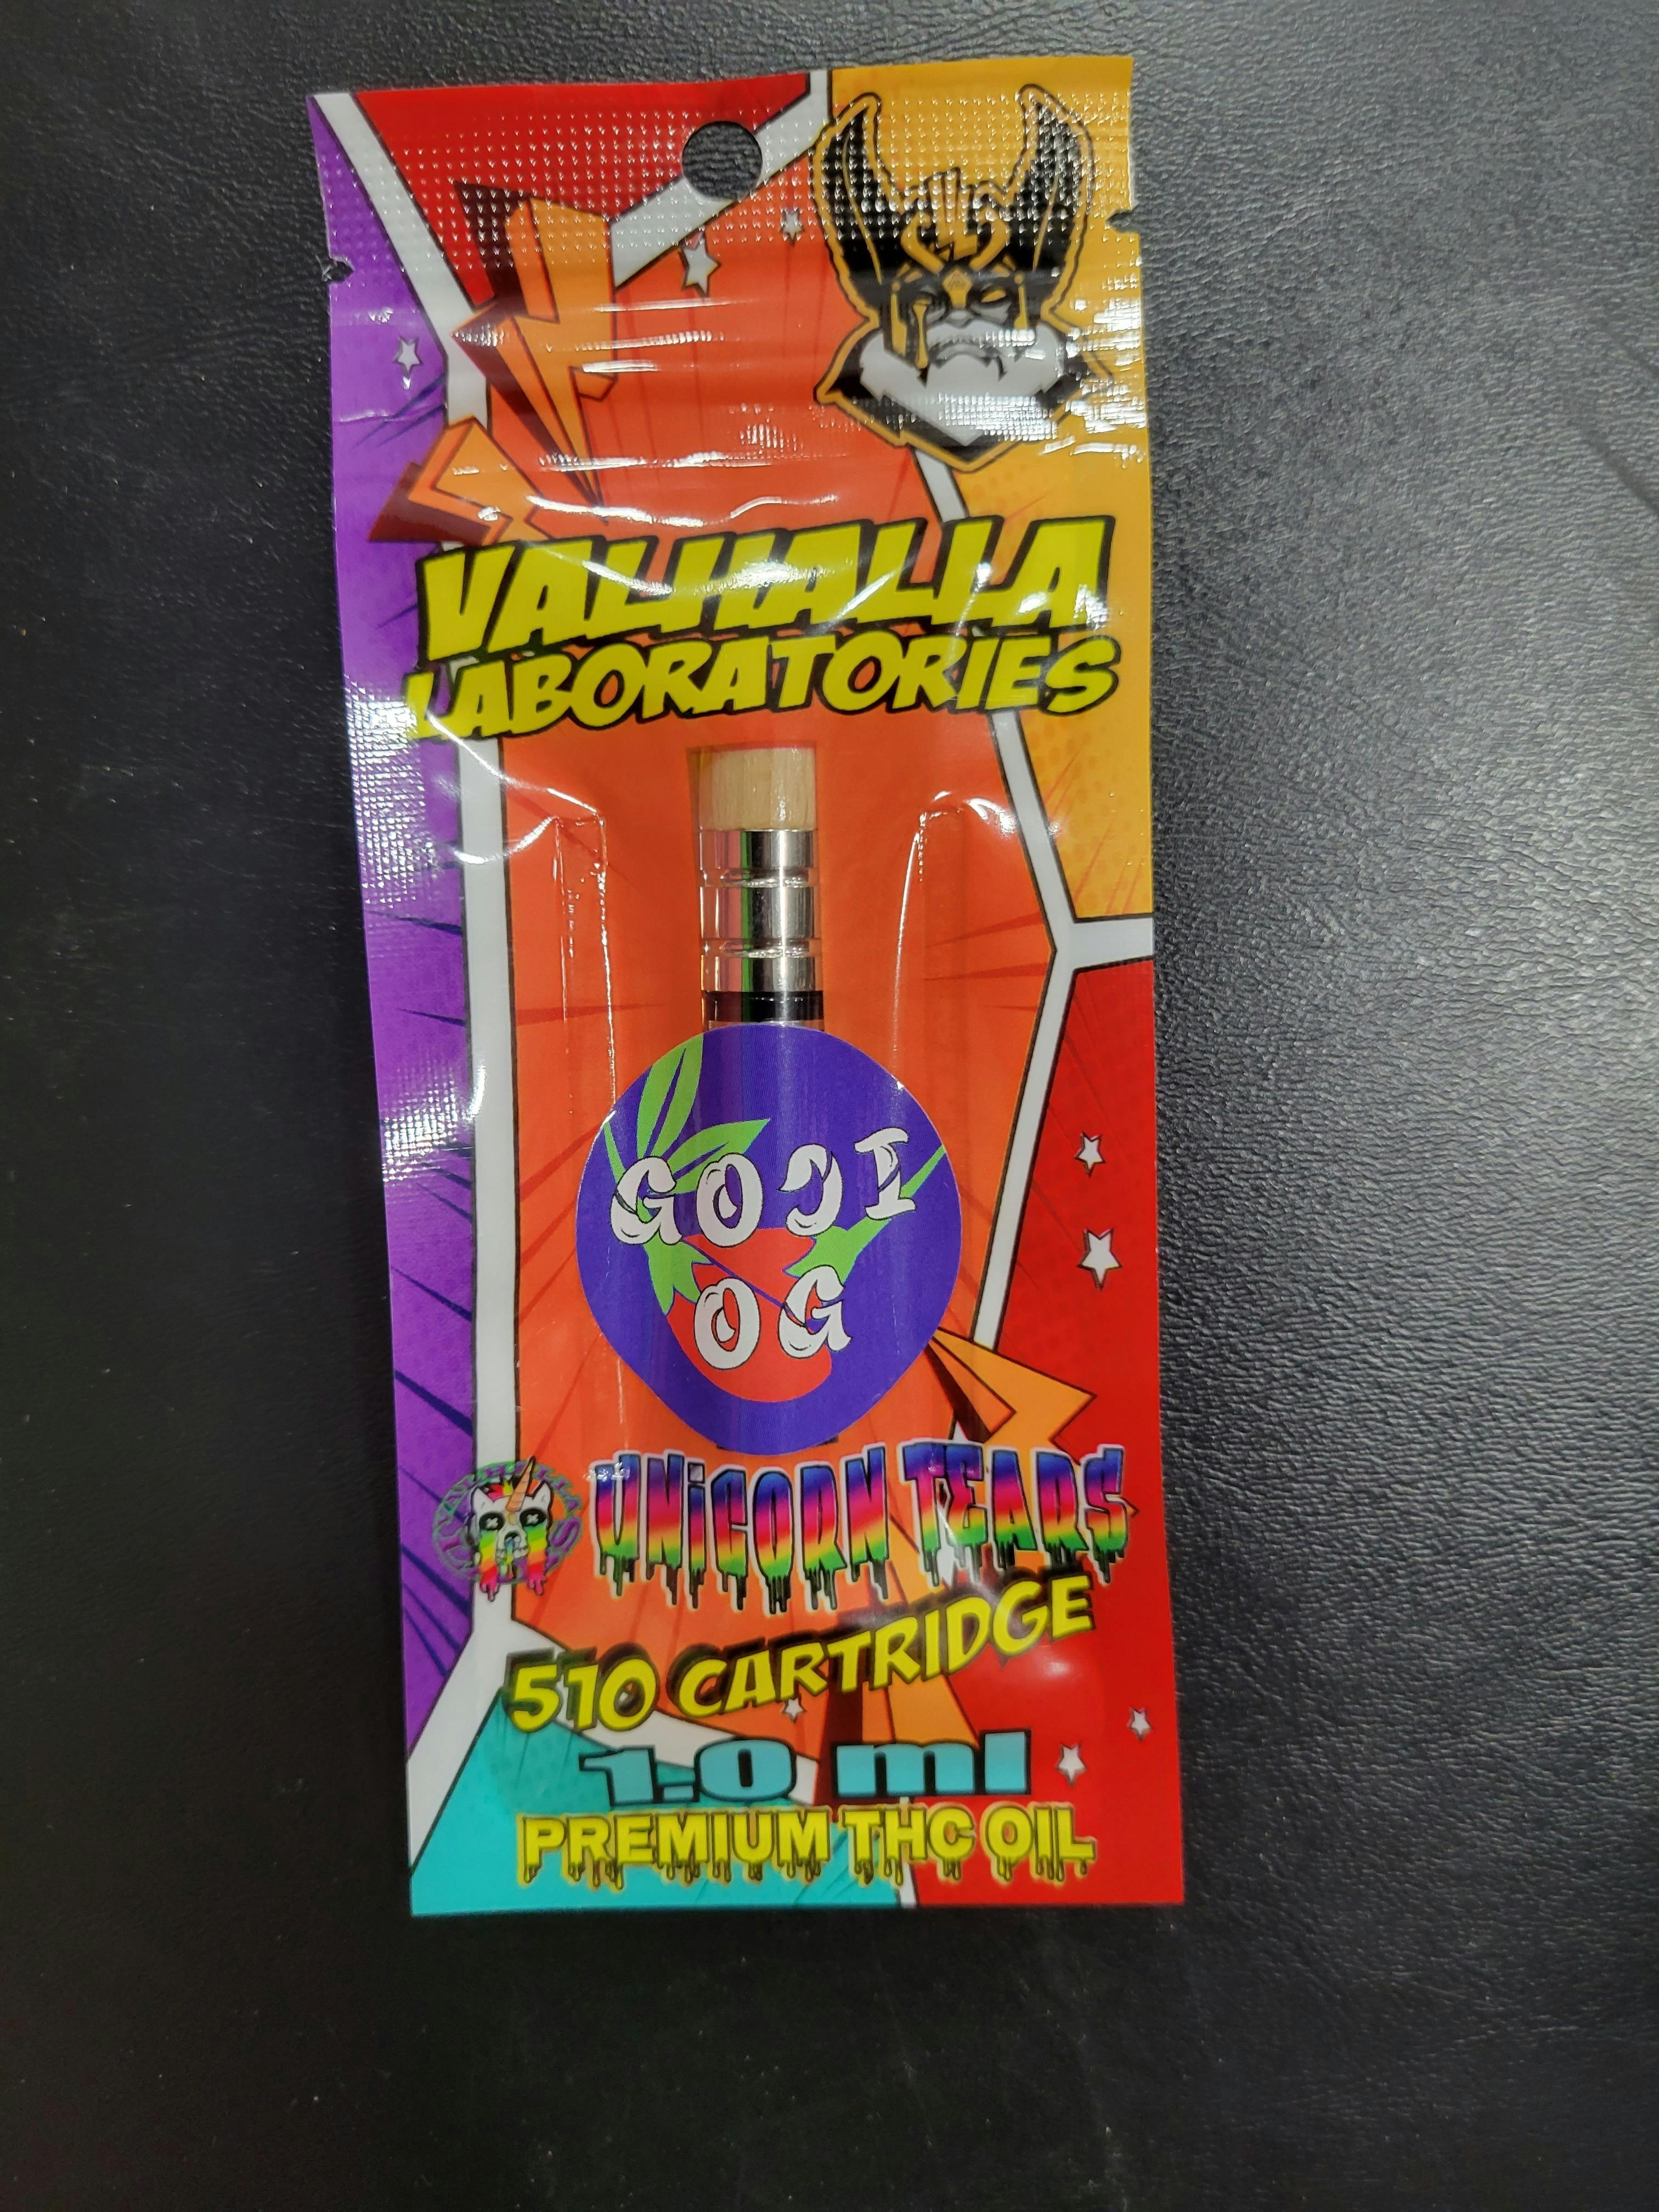 VALHALLA
LABORATORIES
GOJI
OG
UNICORN TEARS
510 CARTRIDGE
1.0 ml
PREMIUM THC OIL